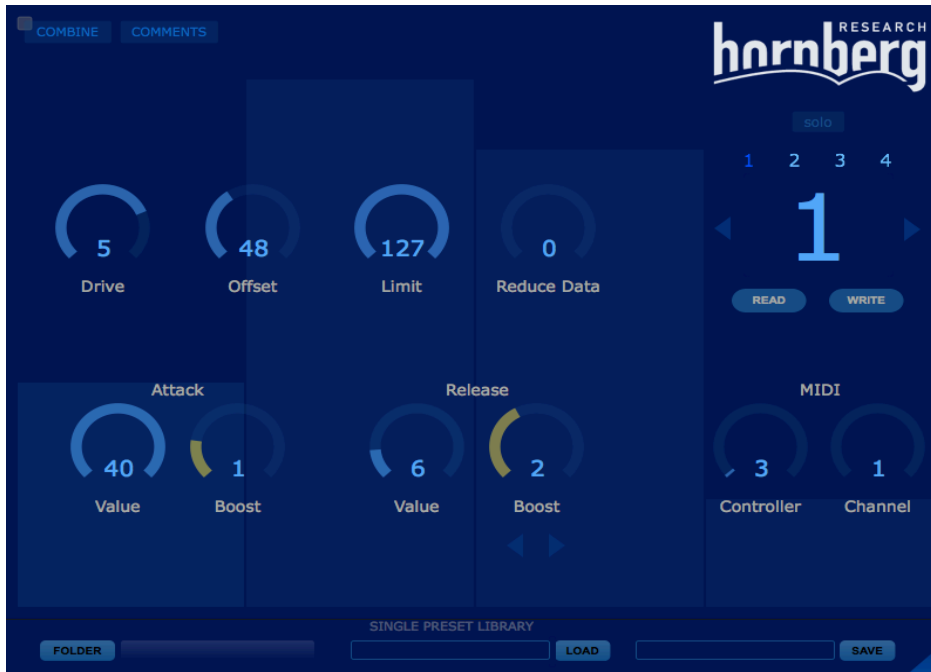 COMBINE COMMENTS
RESEARCH
hornberg
solo
1 2 3 4
1
5 48 127 0
Drive Offset Limit Reduce Data
READ WRITE
Attack Release MIDI
40 1 6 2 3 1
Value Boost Value Boost Controller Channel
SINGLE PRESET LIBRARY
FOLDER LOAD SAVE